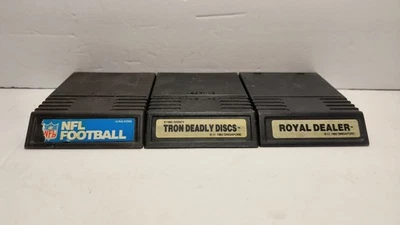 NFL
NFL
FOOTBALL
TRON DEADLY DISCS
ROYAL DEALER